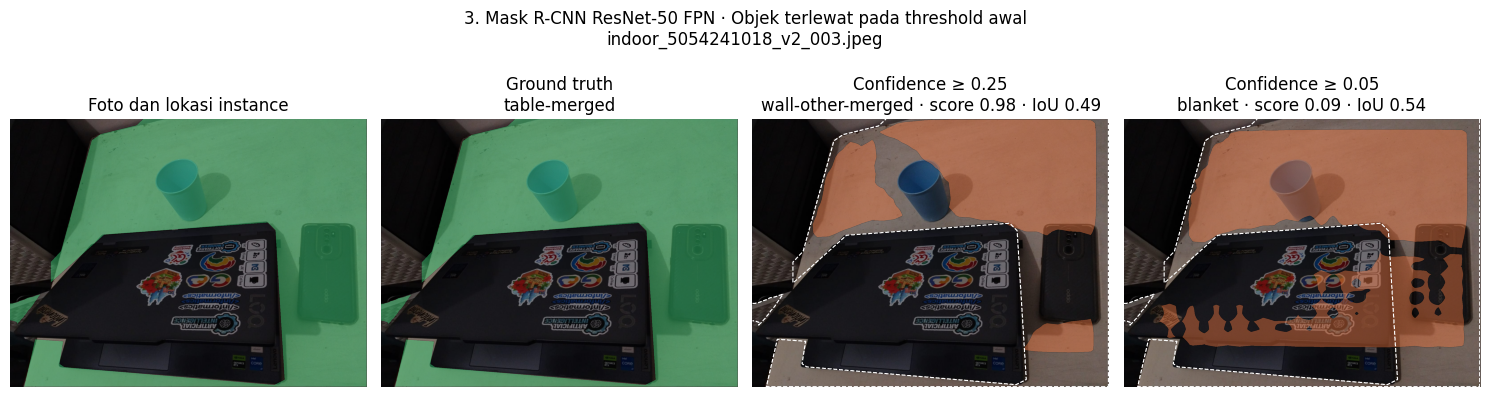 3. Mask R-CNN ResNet-50 FPN · Objek terlewat pada threshold awal
indoor_5054241018_v2_003.jpeg
Foto dan lokasi instance
Ground truth
table-merged
Confidence ≥ 0.25
wall-other-merged · score 0.98 · IoU 0.49
Confidence ≥ 0.05
blanket · score 0.09 · IoU 0.54